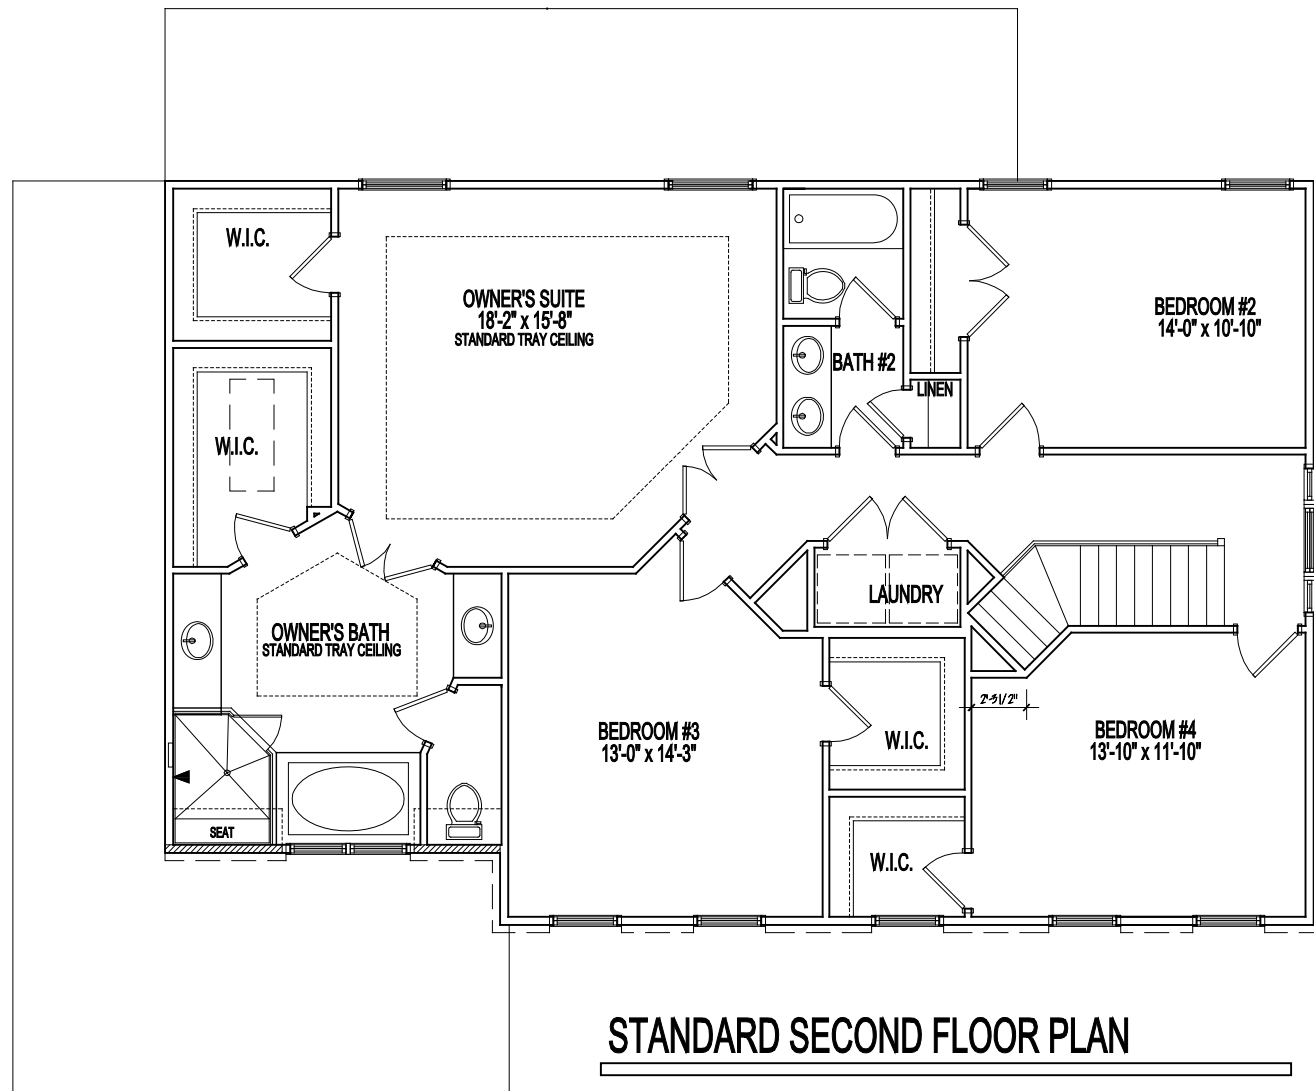 W.I.C.
OWNER'S SUITE
18'-2" x 15'-8"
STANDARD TRAY CEILING
BEDROOM #2
14'-0" x 10'-10"
BATH #2
LINEN
W.I.C.
LAUNDRY
OWNER'S BATH
STANDARD TRAY CEILING
2'-3 1/2"
BEDROOM #3
13'-0" x 14'-3"
W.I.C.
BEDROOM #4
13'-10" x 11'-10"
SEAT
W.I.C.
STANDARD SECOND FLOOR PLAN